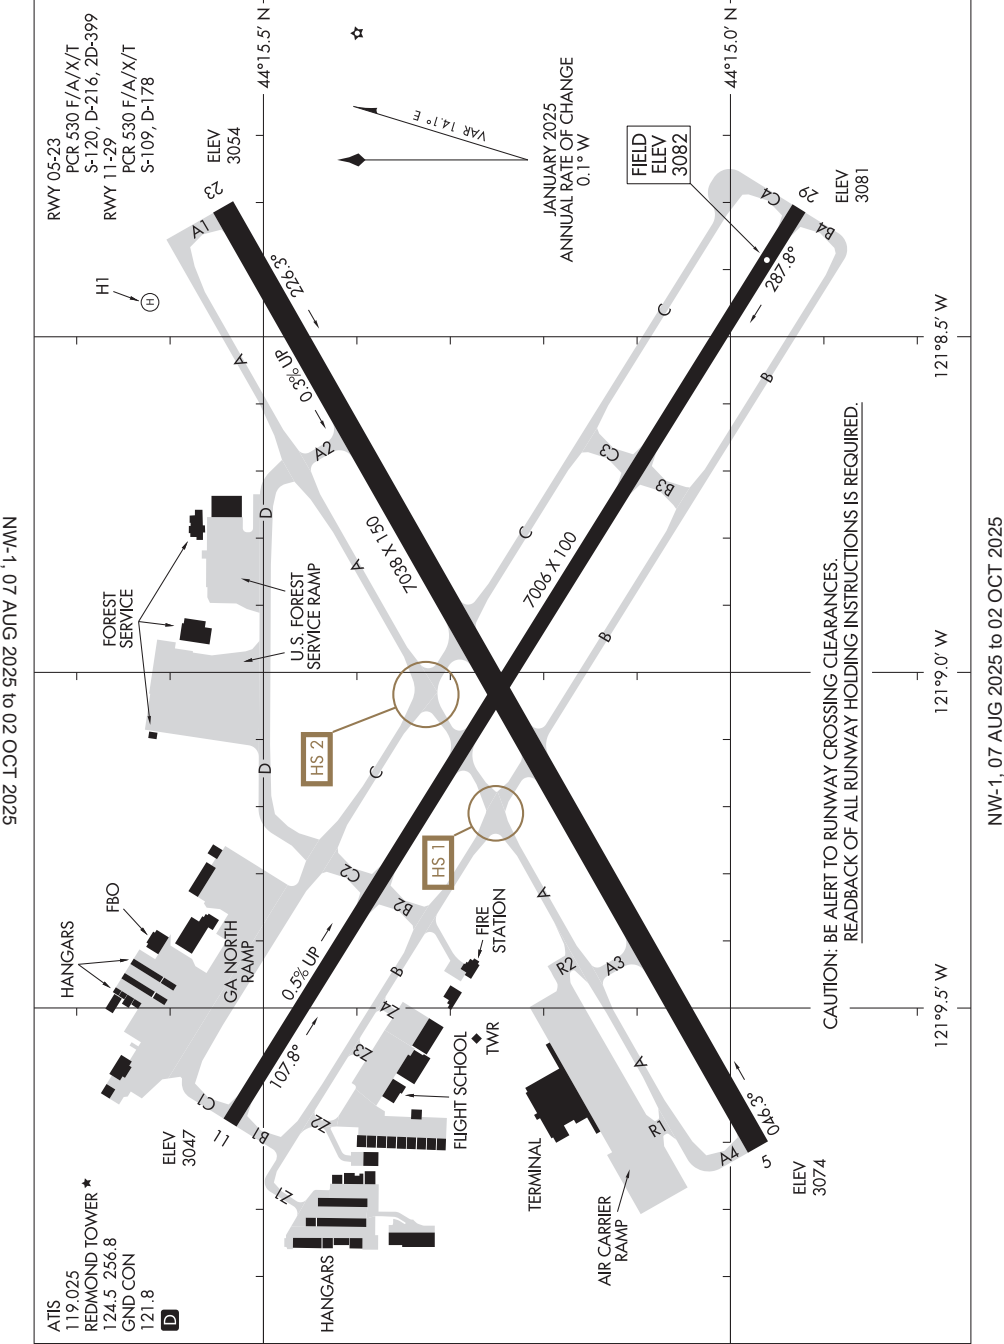 ATIS
119.025
REDMOND TOWER
124.5 256.8
GND CON
121.8
D
RWY 05-23
PCR 530 F/A/X/T
S-120, D-216, 2D-399
RWY 11-29
PCR 530 F/A/X/T
S-109, D-178
44°15.5' N
44°15.0' N
ELEV
3054
23
A1
H1
H
226.3°
0.3% UP
A
A2
D
A
7038 X 150
VAR 14.1° E
JANUARY 2025
ANNUAL RATE OF CHANGE
0.1° W
FIELD
ELEV
3082
ELEV
3081
29
C4
B4
287.8°
C
B
C3
B3
C
7006 X 100
B
121°8.5' W
121°9.0' W
121°9.5' W
FOREST
SERVICE
U.S. FOREST
SERVICE RAMP
HS 2
HS 1
D
C
C2
B2
FBO
HANGARS
GA NORTH
RAMP
0.5% UP
107.8°
B
FIRE
STATION
A
R2
A3
Z4
Z3
TWR
FLIGHT SCHOOL
Z2
C1
11
B1
ELEV
3047
Z1
HANGARS
TERMINAL
AIR CARRIER
RAMP
R1
A
A4
046.3°
5
ELEV
3074
CAUTION: BE ALERT TO RUNWAY CROSSING CLEARANCES.
READBACK OF ALL RUNWAY HOLDING INSTRUCTIONS IS REQUIRED.
NW-1, 07 AUG 2025 to 02 OCT 2025
NW-1, 07 AUG 2025 to 02 OCT 2025